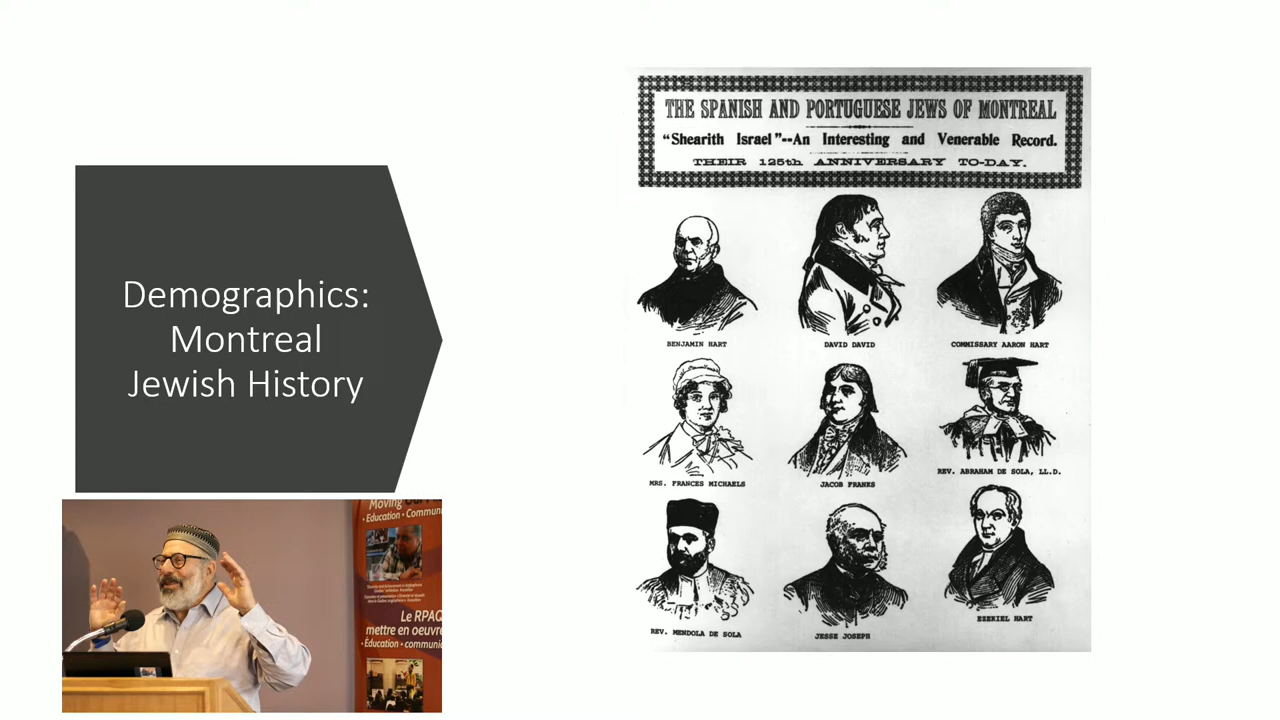 Demographics:
Montreal
Jewish History
THE SPANISH AND PORTUGUESE JEWS OF MONTREAL
"Shearith Israel"--An Interesting and Venerable Record.
THEIR 125th ANNIVERSARY TO-DAY.
BENJAMIN HART
DAVID DAVID
COMMISSARY AARON HART
MRS. FRANCES MICHAELS
JACOB FRANKS
REV. ABRAHAM DE SOLA, LL.D.
REV. MENDOLA DE SOLA
JESSE JOSEPH
EZEKIEL HART
Moving
• Education • Commun
Le RPAQ
mettre en oeuvre
• Éducation • communi